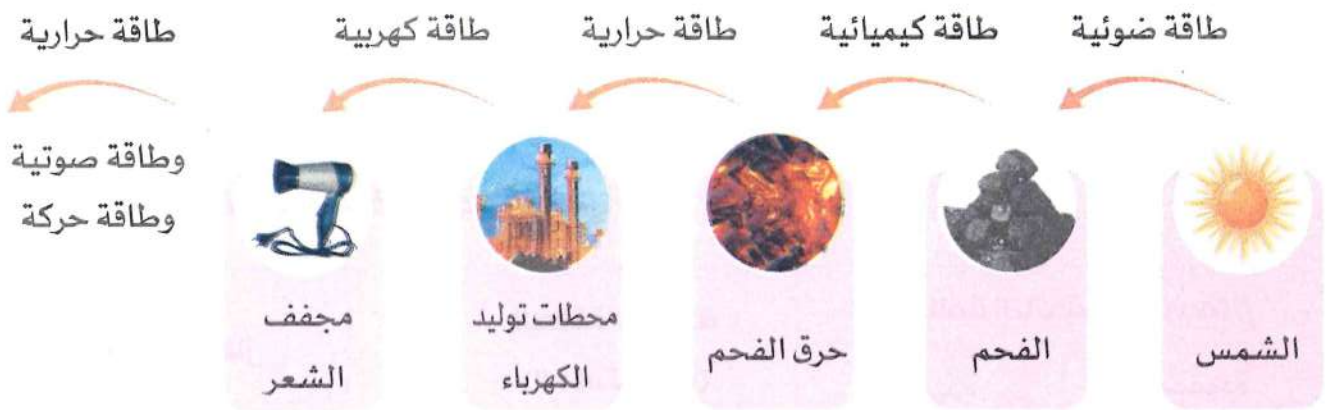 طاقة ضوئية
طاقة كيميائية
طاقة حرارية
طاقة كهربية
طاقة حرارية
وطاقة صوتية
وطاقة حركة
الشمس
الفحم
حرق الفحم
محطات توليد
الكهرباء
مجفف
الشعر